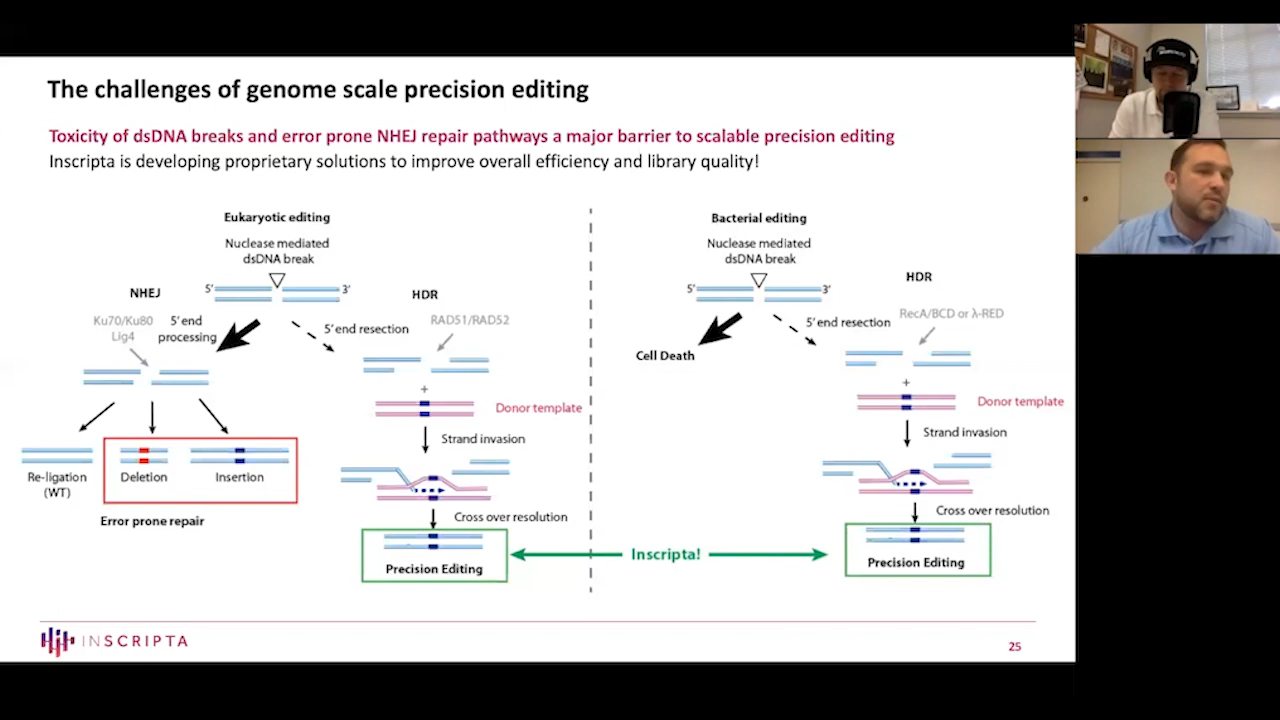 The challenges of genome scale precision editing
Toxicity of dsDNA breaks and error prone NHEJ repair pathways a major barrier to scalable precision editing
Inscripta is developing proprietary solutions to improve overall efficiency and library quality!
Eukaryotic editing
Nuclease mediated
dsDNA break
5'
3'
NHEJ
HDR
Ku70/Ku80
Lig4
5' end
processing
5' end resection
RAD51/RAD52
+
Donor template
Strand invasion
Re-ligation
(WT)
Deletion
Insertion
Error prone repair
Cross over resolution
Precision Editing
Inscripta!
Bacterial editing
Nuclease mediated
dsDNA break
5'
3'
HDR
Cell Death
5' end resection
RecA/BCD or λ-RED
+
Donor template
Strand invasion
Cross over resolution
Precision Editing
INSCRIPTA
25